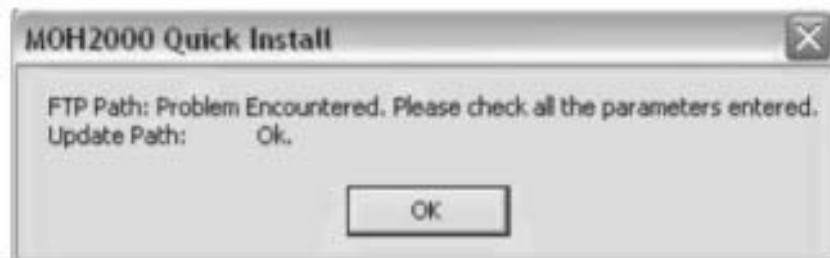 MOH2000 Quick Install
FTP Path: Problem Encountered. Please check all the parameters entered.
Update Path: Ok.
OK